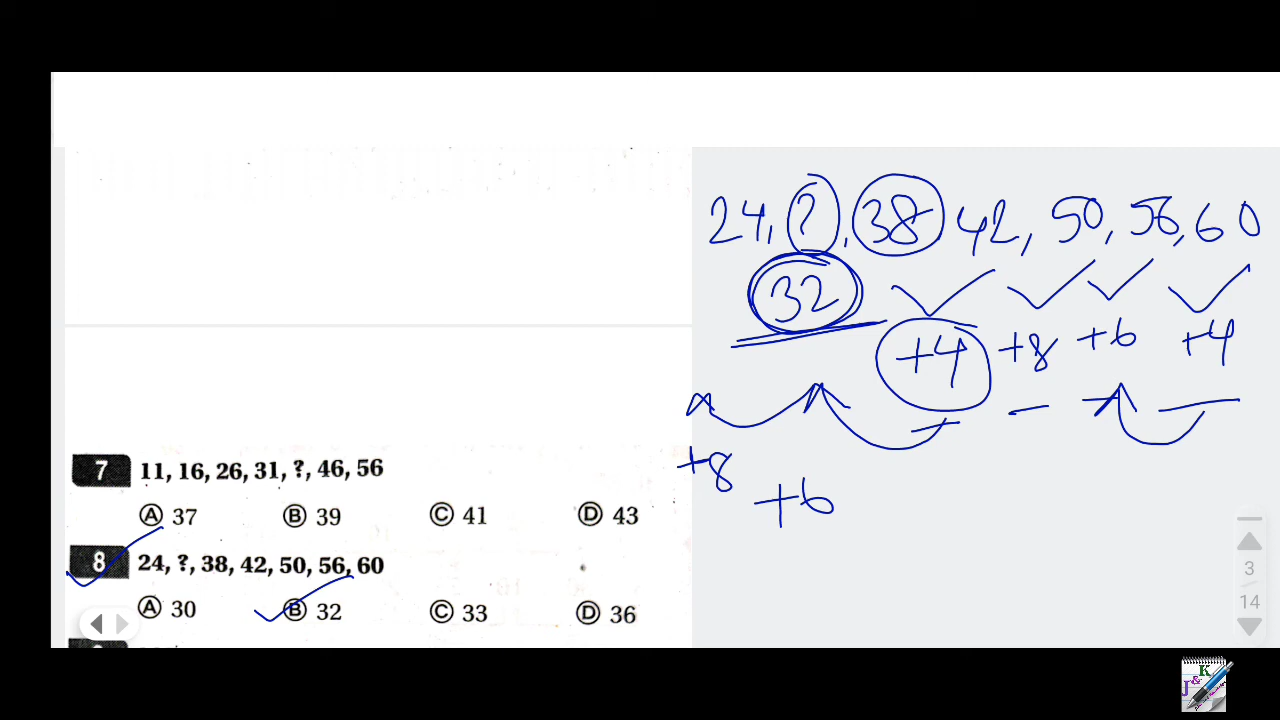 24, ?, 38 42, 50, 56, 60
32
+4 +8 +6 +4
+8
+6
7 11, 16, 26, 31, ?, 46, 56
A 37 B 39 C 41 D 43
8 24, ?, 38, 42, 50, 56, 60
A 30 B 32 C 33 D 36
3
14
J & K